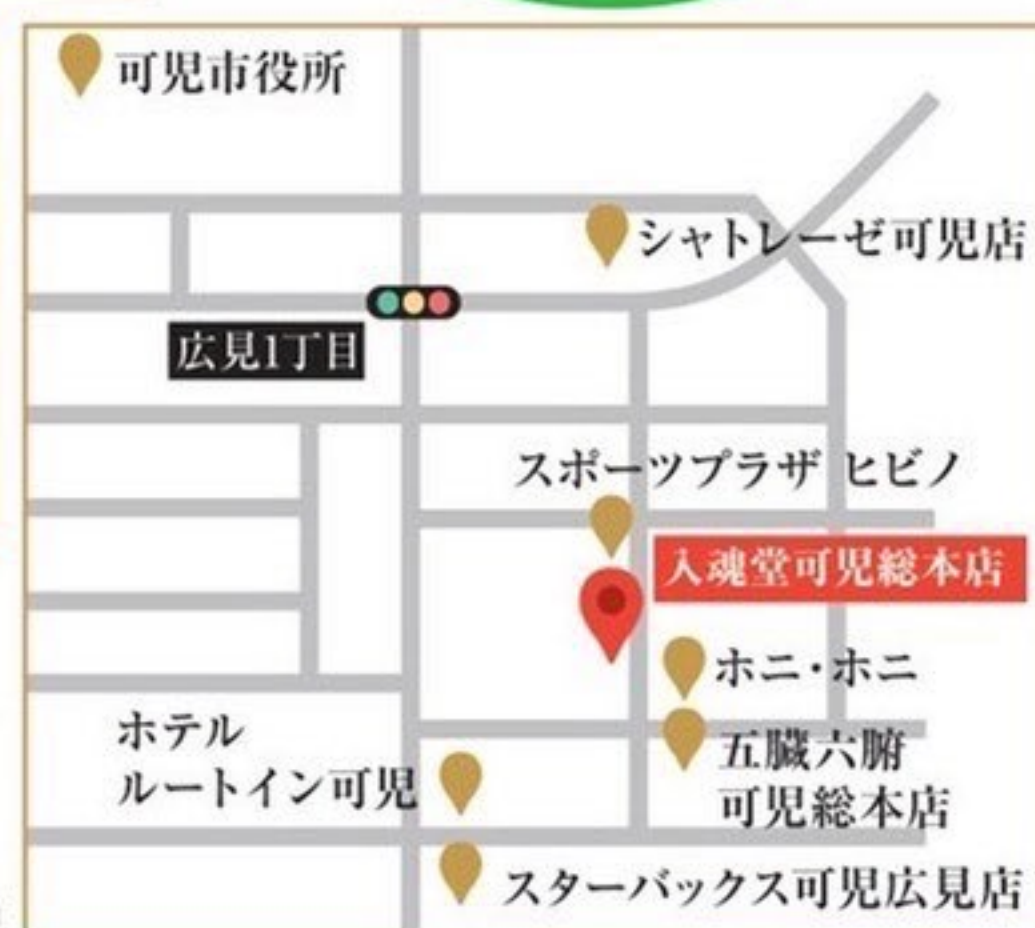 可児市役所
シャトレーゼ可児店
広見1丁目
スポーツプラザ ヒビノ
入魂堂可児総本店
ホニ・ホニ
五臓六腑
可児総本店
ホテル
ルートイン可児
スターバックス可児広見店